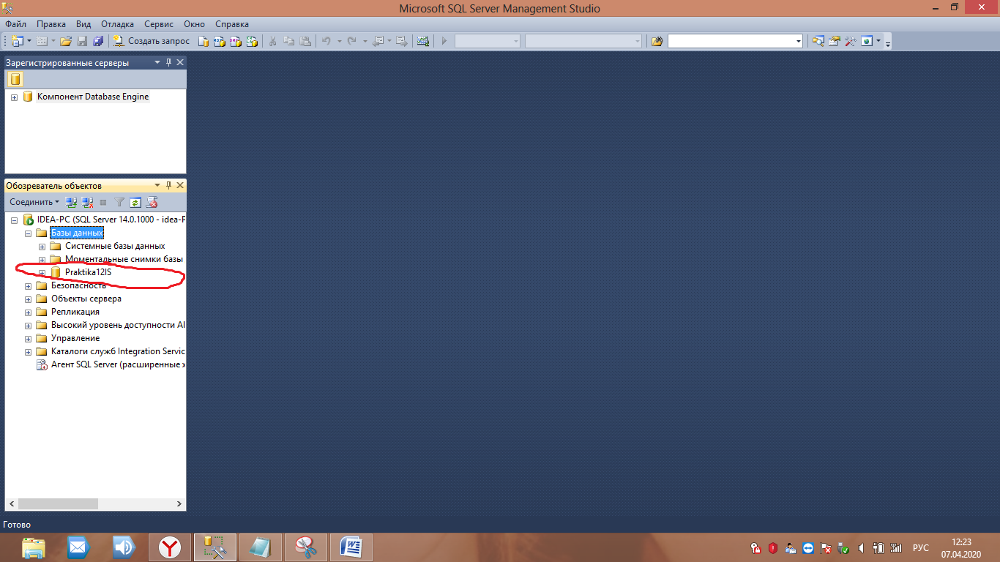 Microsoft SQL Server Management Studio
Файл Правка Вид Отладка Сервис Окно Справка
Создать запрос
Зарегистрированные серверы
Компонент Database Engine
Обозреватель объектов
Соединить
IDEA-PC (SQL Server 14.0.1000 - idea-P
Базы данных
Системные базы данных
Моментальные снимки базы
Praktika12IS
Безопасность
Объекты сервера
Репликация
Высокий уровень доступности Al
Управление
Каталоги служб Integration Servic
Агент SQL Server (расширенные х
Готово
РУС
12:23
07.04.2020